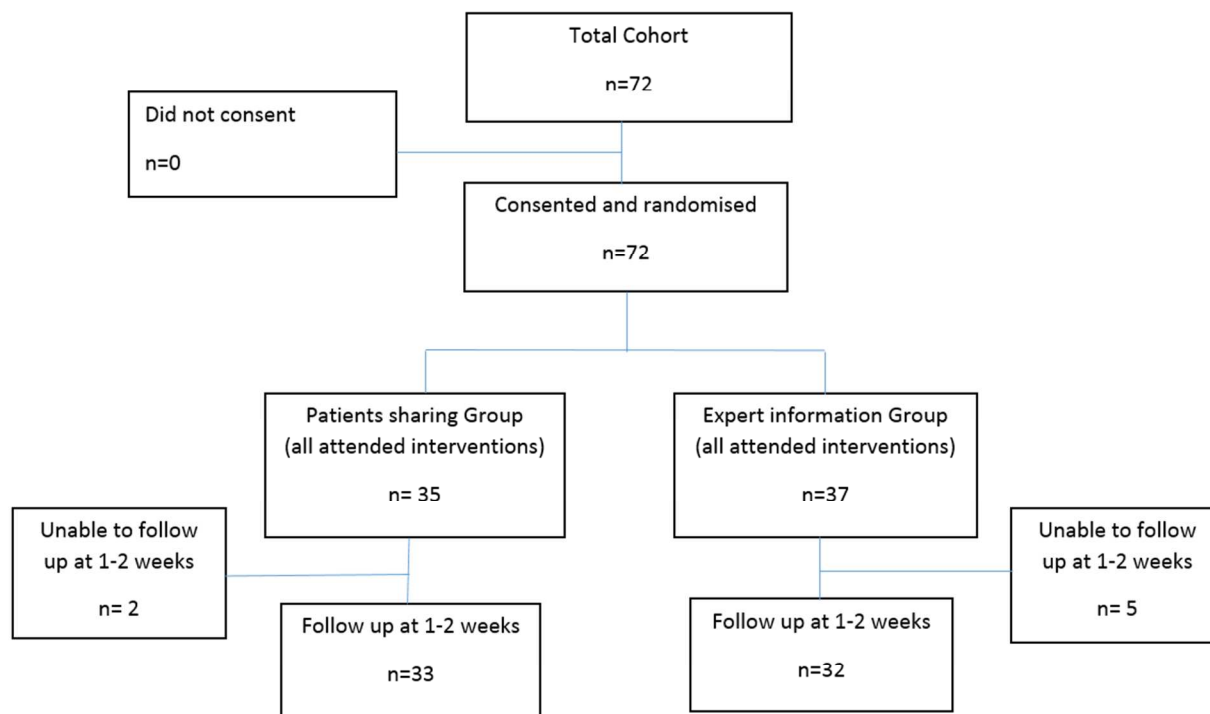 Total Cohort
n=72
Did not consent
n=0
Consented and randomised
n=72
Patients sharing Group
(all attended interventions)
n= 35
Expert information Group
(all attended interventions)
n=37
Unable to follow
up at 1-2 weeks
n= 2
Follow up at 1-2 weeks
n=33
Follow up at 1-2 weeks
n=32
Unable to follow
up at 1-2 weeks
n= 5